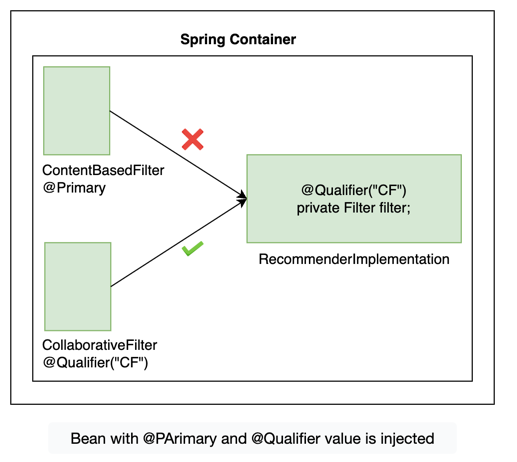 Spring Container
ContentBasedFilter
@Primary
@Qualifier("CF")
private Filter filter;
RecommenderImplementation
CollaborativeFilter
@Qualifier("CF")
Bean with @PArimary and @Qualifier value is injected